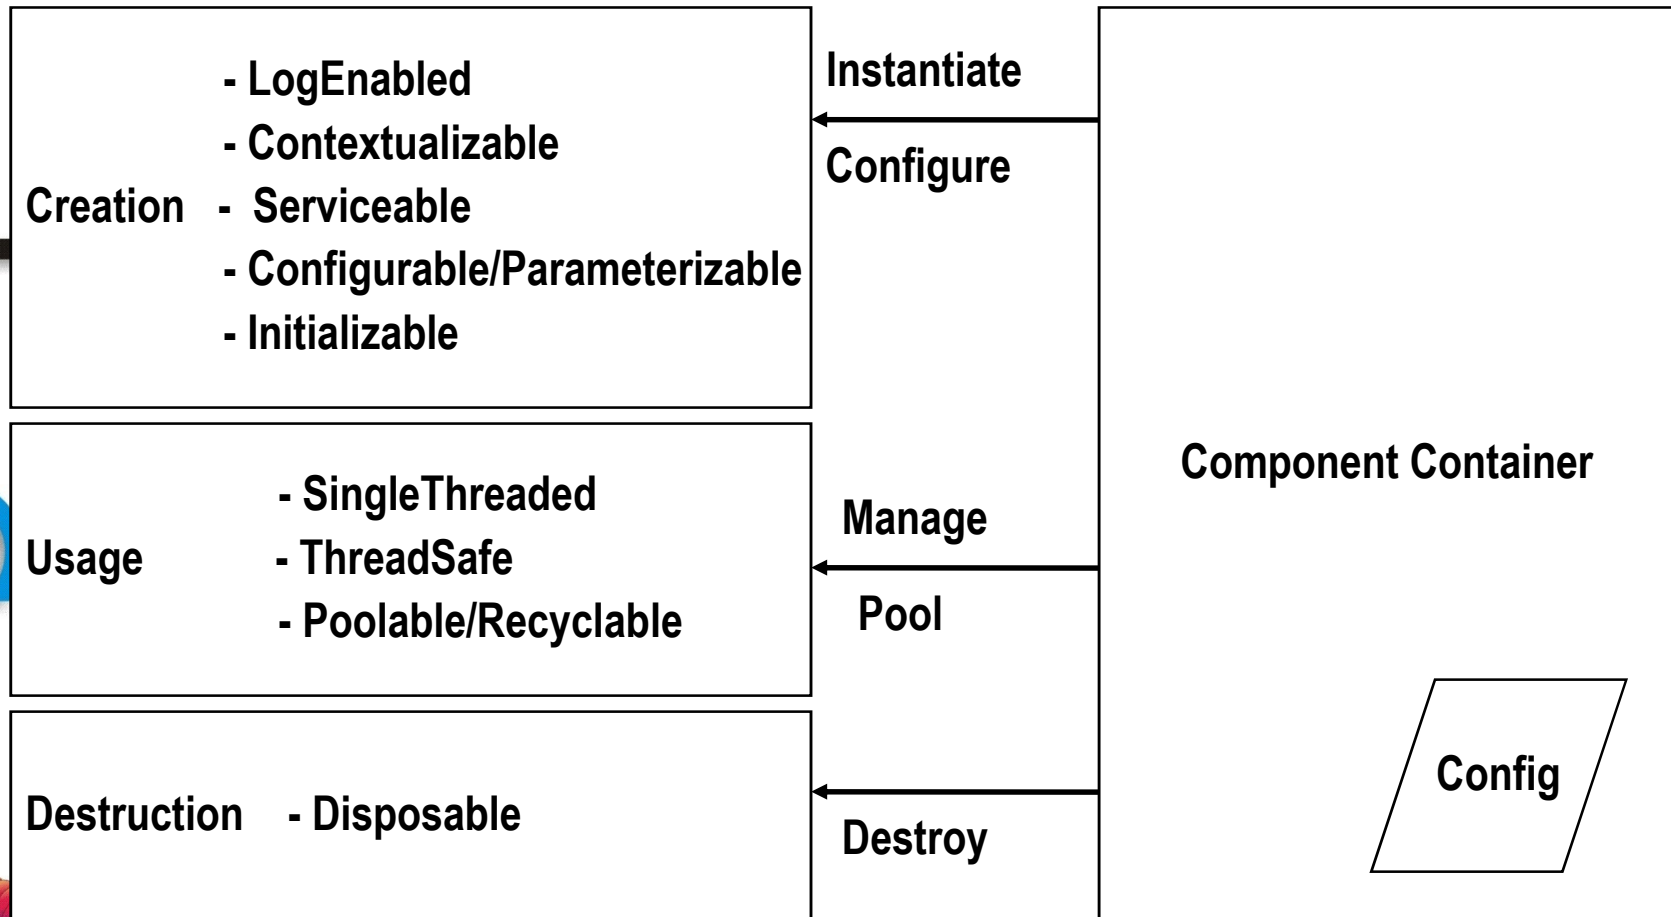 - LogEnabled
- Contextualizable
Creation - Serviceable
- Configurable/Parameterizable
- Initializable
Instantiate
Configure
- SingleThreaded
Usage - ThreadSafe
- Poolable/Recyclable
Manage
Pool
Destruction - Disposable
Destroy
Component Container
Config